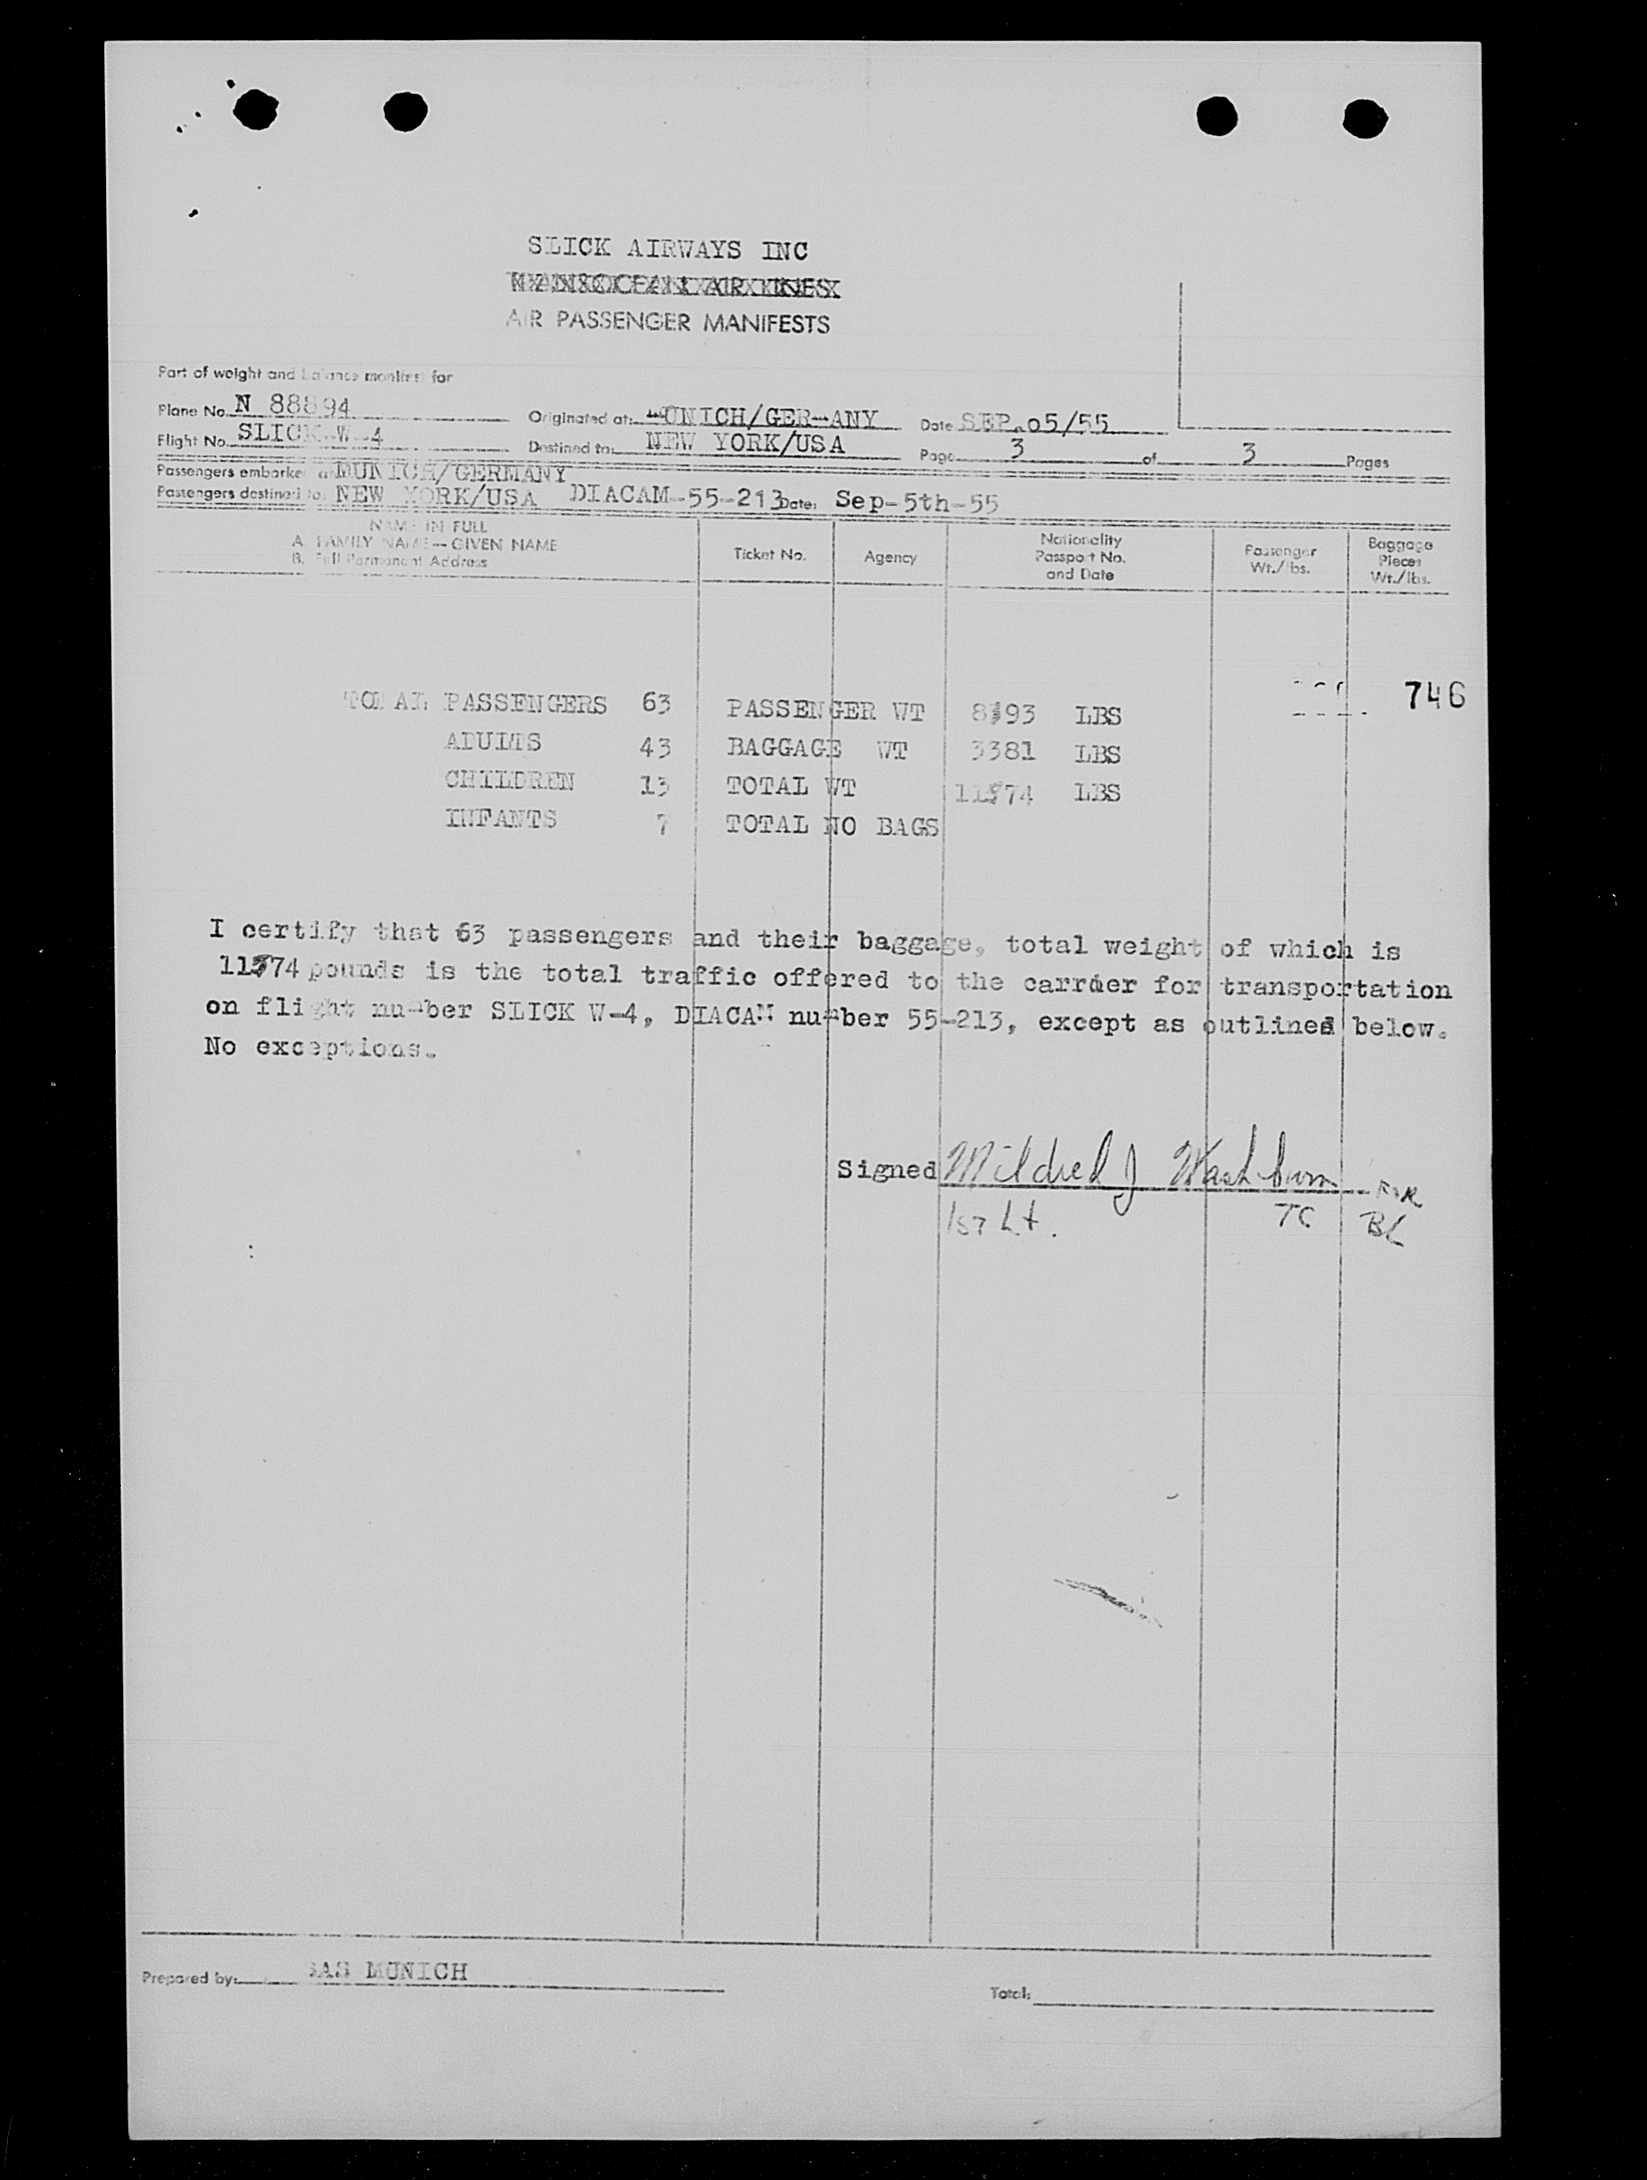 SLICK AIRWAYS INC
AIR PASSENGER MANIFESTS
Part of weight and balance manifest for
Plane No. N 88894 Originated at: MUNICH/GERMANY Date SEP.05/55
Flight No. SLICK-W-4 Destined to: NEW YORK/USA Page 3 of 3 Pages
Passengers embarked at MUNICH/GERMANY
Passengers destined to: NEW YORK/USA DIACAM-55-213 Date: Sep-5th-55
NAME IN FULL
A. FAMILY NAME—GIVEN NAME
B. Full Permanent Address
Ticket No.
Agency
Nationality
Passport No.
and Date
Passenger
Wt./lbs.
Baggage
Pieces
Wt./lbs.
746
TOTAL PASSENGERS 63 PASSENGER WT LBS
ADULTS 43 BAGGAGE WT 3381 LBS
CHILDREN 13 TOTAL WT LBS
INFANTS 7 TOTAL NO BAGS
I certify that 63 passengers and their baggage, total weight of which is
pounds is the total traffic offered to the carrier for transportation
on flight number SLICK W-4, DIACAM number 55-213, except as outlined below.
No exceptions.
Signed Mildred J Washburn FOR
1st Lt. TC BL
Prepared by: SAS MUNICH
Total: